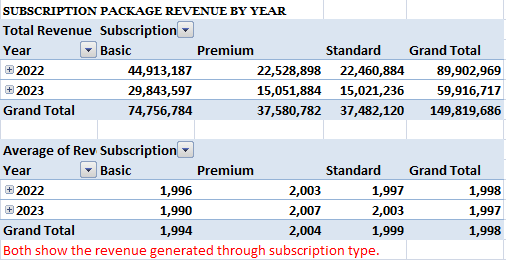 SUBSCRIPTION PACKAGE REVENUE BY YEAR
Total Revenue Subscription
Year Basic Premium Standard Grand Total
2022 44,913,187 22,528,898 22,460,884 89,902,969
2023 29,843,597 15,051,884 15,021,236 59,916,717
Grand Total 74,756,784 37,580,782 37,482,120 149,819,686
Average of Rev Subscription
Year Basic Premium Standard Grand Total
2022 1,996 2,003 1,997 1,998
2023 1,990 2,007 2,003 1,997
Grand Total 1,994 2,004 1,999 1,998
Both show the revenue generated through subscription type.